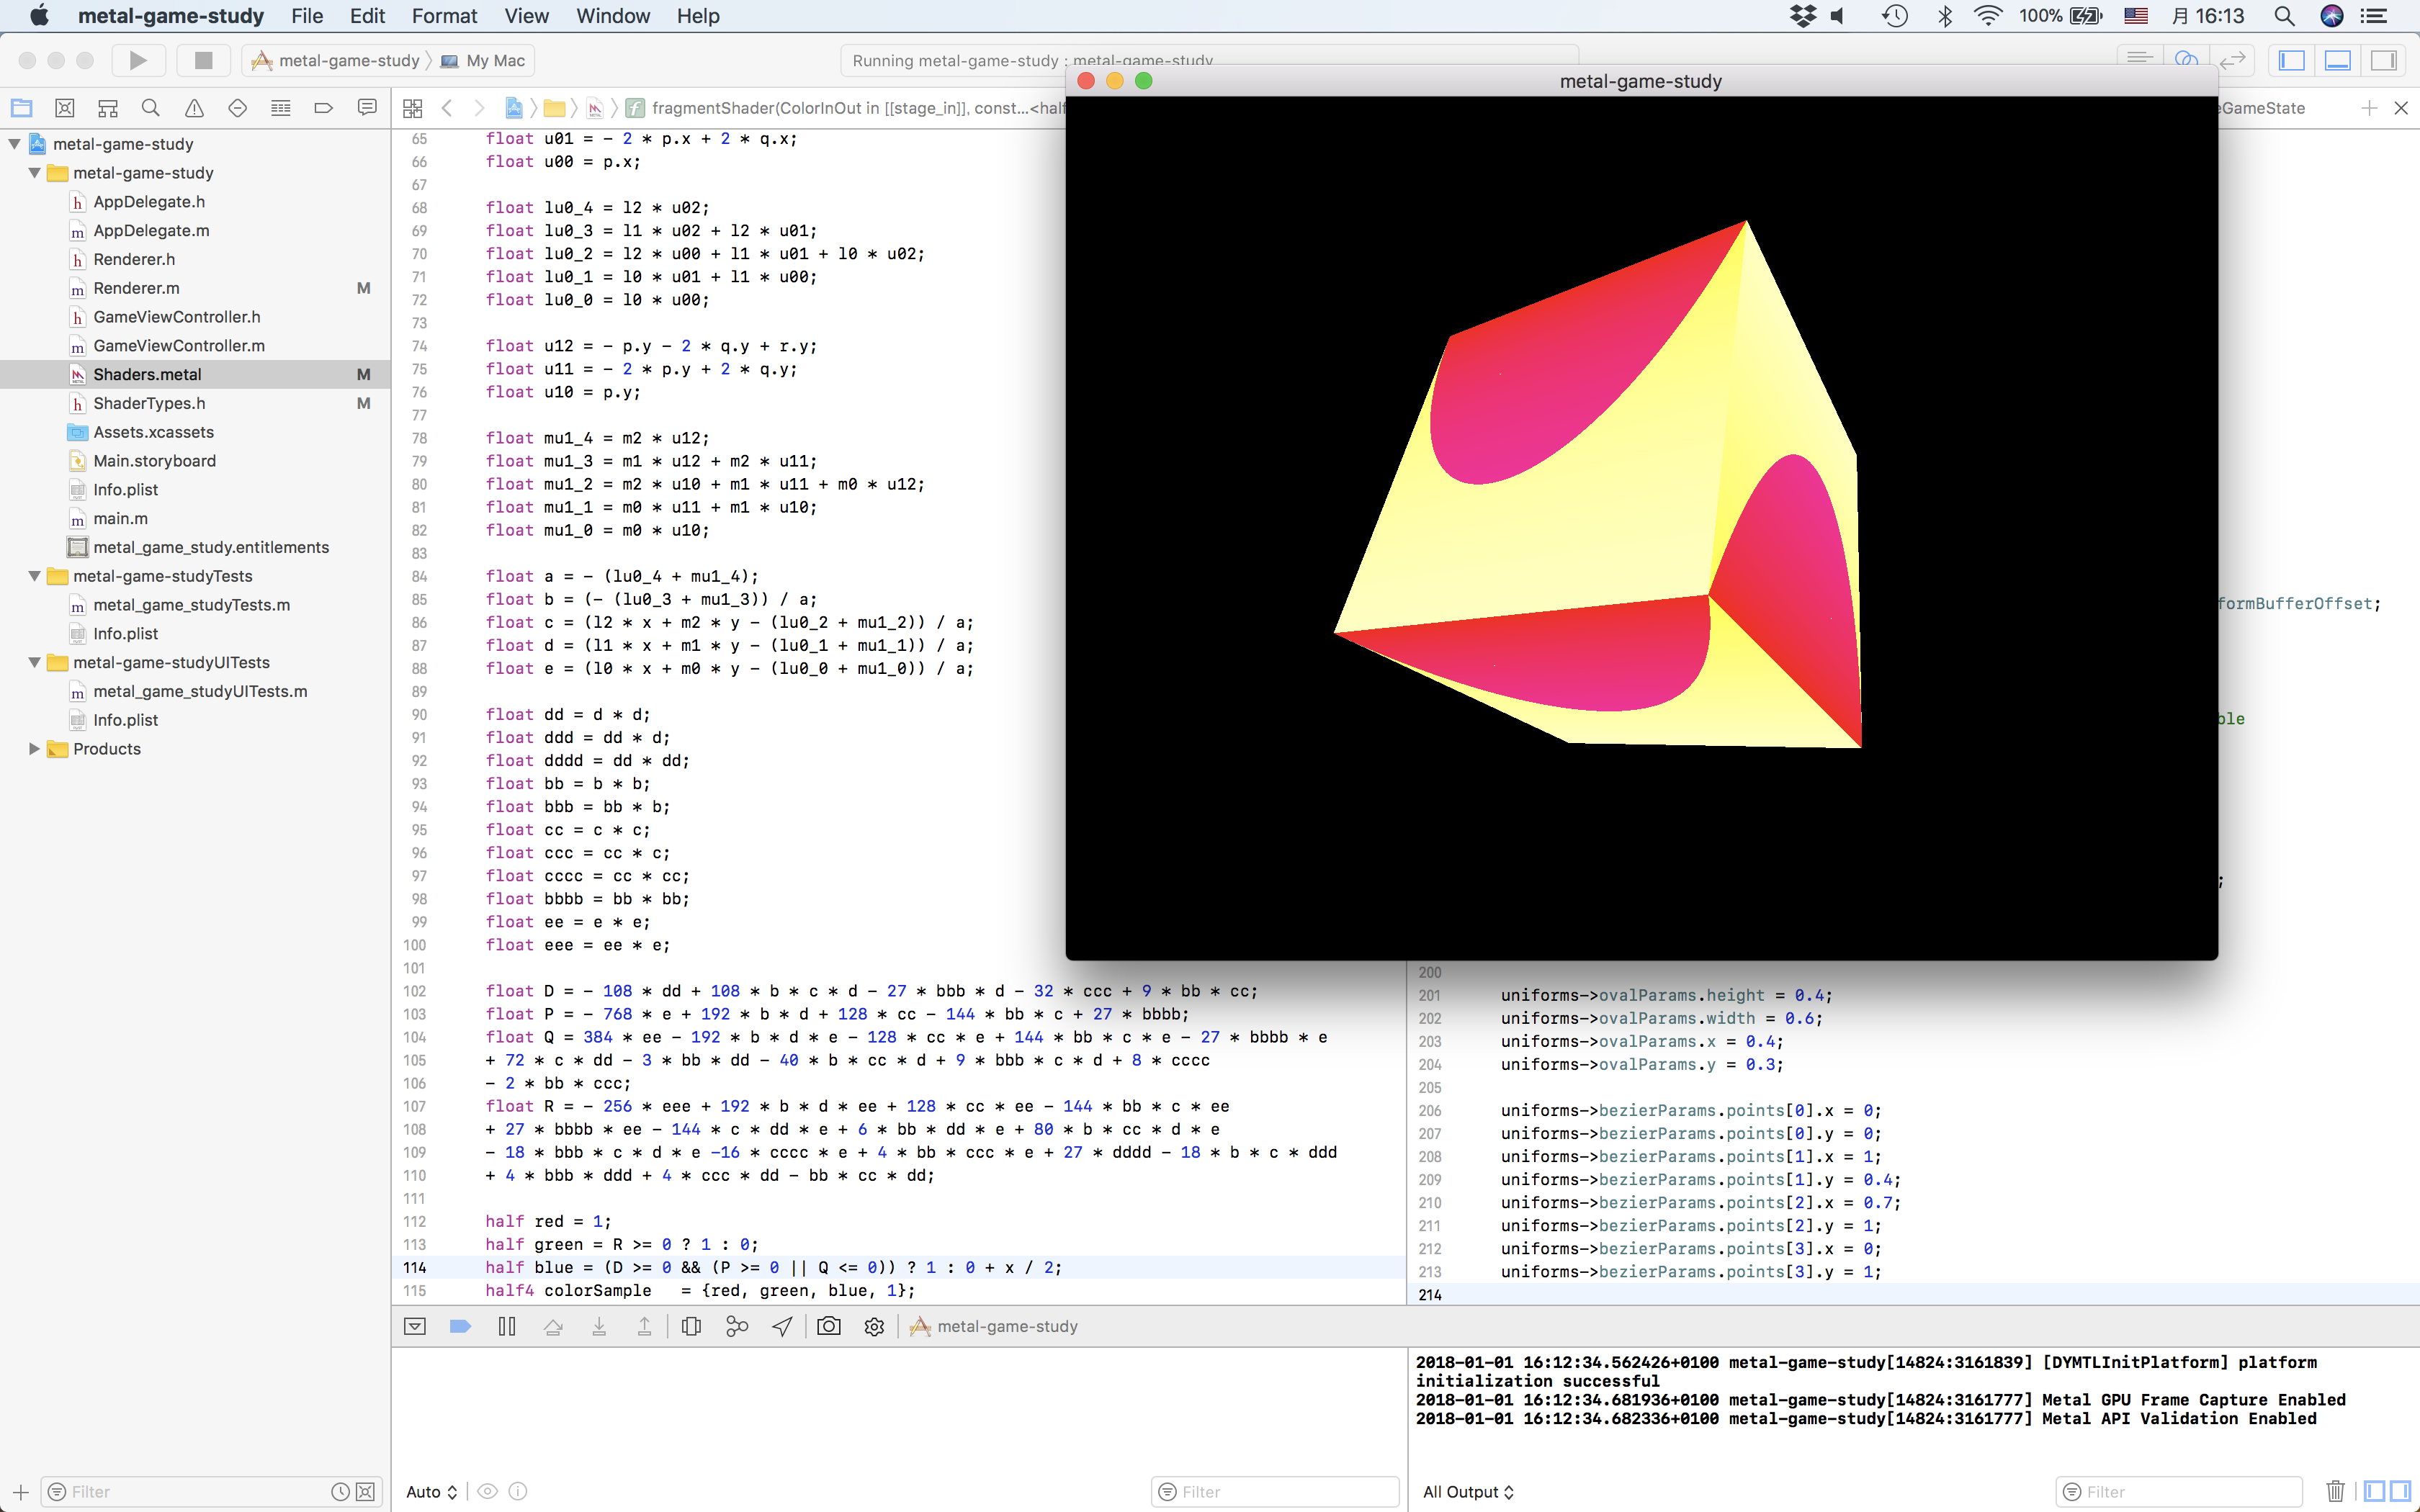 metal-game-study File Edit Format View Window Help 100% 月 16:13
metal-game-study My Mac
Running metal-game-study : metal-game-study
metal-game-study
fragmentShader(ColorInOut in [[stage_in]], const...<half
eGameState
metal-game-study
metal-game-study
AppDelegate.h
AppDelegate.m
Renderer.h
Renderer.m M
GameViewController.h
GameViewController.m
Shaders.metal M
ShaderTypes.h M
Assets.xcassets
Main.storyboard
Info.plist
main.m
metal_game_study.entitlements
metal-game-studyTests
metal_game_studyTests.m
Info.plist
metal-game-studyUITests
metal_game_studyUITests.m
Info.plist
Products
Filter
65 float u01 = - 2 * p.x + 2 * q.x;
66 float u00 = p.x;
67
68 float lu0_4 = l2 * u02;
69 float lu0_3 = l1 * u02 + l2 * u01;
70 float lu0_2 = l2 * u00 + l1 * u01 + l0 * u02;
71 float lu0_1 = l0 * u01 + l1 * u00;
72 float lu0_0 = l0 * u00;
73
74 float u12 = - p.y - 2 * q.y + r.y;
75 float u11 = - 2 * p.y + 2 * q.y;
76 float u10 = p.y;
77
78 float mu1_4 = m2 * u12;
79 float mu1_3 = m1 * u12 + m2 * u11;
80 float mu1_2 = m2 * u10 + m1 * u11 + m0 * u12;
81 float mu1_1 = m0 * u11 + m1 * u10;
82 float mu1_0 = m0 * u10;
83
84 float a = - (lu0_4 + mu1_4);
85 float b = (- (lu0_3 + mu1_3)) / a;
86 float c = (l2 * x + m2 * y - (lu0_2 + mu1_2)) / a;
87 float d = (l1 * x + m1 * y - (lu0_1 + mu1_1)) / a;
88 float e = (l0 * x + m0 * y - (lu0_0 + mu1_0)) / a;
89
90 float dd = d * d;
91 float ddd = dd * d;
92 float dddd = dd * dd;
93 float bb = b * b;
94 float bbb = bb * b;
95 float cc = c * c;
96 float ccc = cc * c;
97 float cccc = cc * cc;
98 float bbbb = bb * bb;
99 float ee = e * e;
100 float eee = ee * e;
101
102 float D = - 108 * dd + 108 * b * c * d - 27 * bbb * d - 32 * ccc + 9 * bb * cc;
103 float P = - 768 * e + 192 * b * d + 128 * cc - 144 * bb * c + 27 * bbbb;
104 float Q = 384 * ee - 192 * b * d * e - 128 * cc * e + 144 * bb * c * e - 27 * bbbb * e
105 + 72 * c * dd - 3 * bb * dd - 40 * b * cc * d + 9 * bbb * c * d + 8 * cccc
106 - 2 * bb * ccc;
107 float R = - 256 * eee + 192 * b * d * ee + 128 * cc * ee - 144 * bb * c * ee
108 + 27 * bbbb * ee - 144 * c * dd * e + 6 * bb * dd * e + 80 * b * cc * d * e
109 - 18 * bbb * c * d * e -16 * cccc * e + 4 * bb * ccc * e + 27 * dddd - 18 * b * c * ddd
110 + 4 * bbb * ddd + 4 * ccc * dd - bb * cc * dd;
111
112 half red = 1;
113 half green = R >= 0 ? 1 : 0;
114 half blue = (D >= 0 && (P >= 0 || Q <= 0)) ? 1 : 0 + x / 2;
115 half4 colorSample = {red, green, blue, 1};
formBufferOffset;
ble
;
200
201 uniforms->ovalParams.height = 0.4;
202 uniforms->ovalParams.width = 0.6;
203 uniforms->ovalParams.x = 0.4;
204 uniforms->ovalParams.y = 0.3;
205
206 uniforms->bezierParams.points[0].x = 0;
207 uniforms->bezierParams.points[0].y = 0;
208 uniforms->bezierParams.points[1].x = 1;
209 uniforms->bezierParams.points[1].y = 0.4;
210 uniforms->bezierParams.points[2].x = 0.7;
211 uniforms->bezierParams.points[2].y = 1;
212 uniforms->bezierParams.points[3].x = 0;
213 uniforms->bezierParams.points[3].y = 1;
214
metal-game-study
2018-01-01 16:12:34.562426+0100 metal-game-study[14824:3161839] [DYMTLInitPlatform] platform
initialization successful
2018-01-01 16:12:34.681936+0100 metal-game-study[14824:3161777] Metal GPU Frame Capture Enabled
2018-01-01 16:12:34.682336+0100 metal-game-study[14824:3161777] Metal API Validation Enabled
Auto
Filter
All Output
Filter